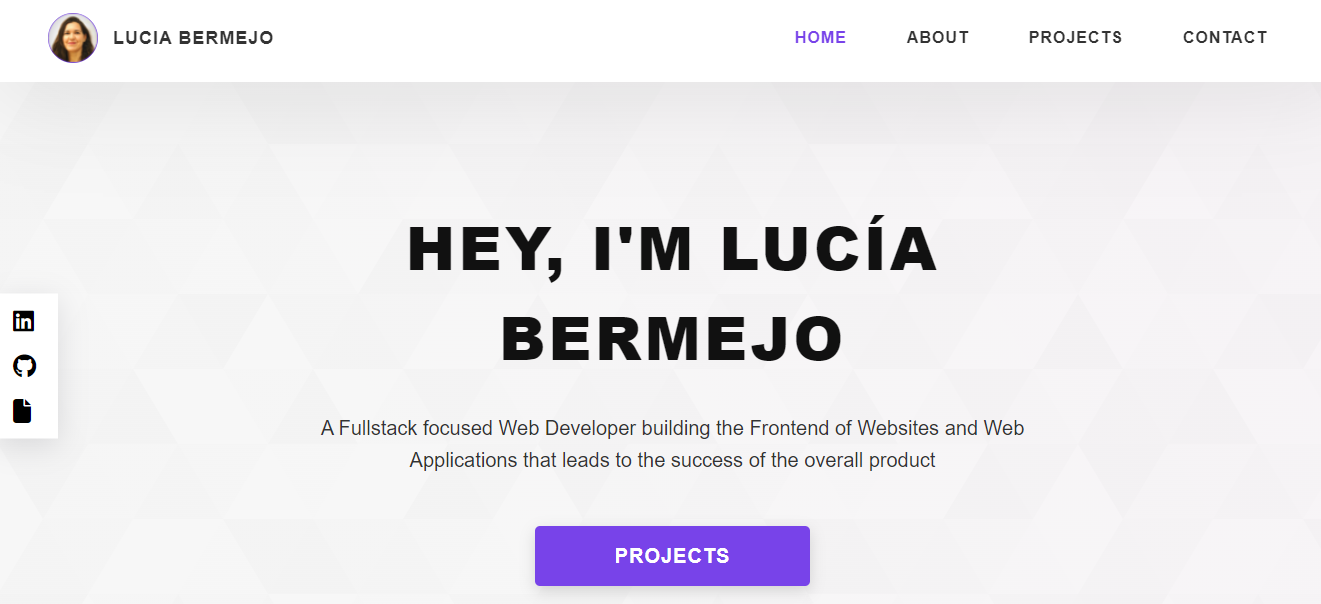 LUCIA BERMEJO
HOME
ABOUT
PROJECTS
CONTACT
HEY, I'M LUCÍA
BERMEJO
in
A Fullstack focused Web Developer building the Frontend of Websites and Web
Applications that leads to the success of the overall product
PROJECTS